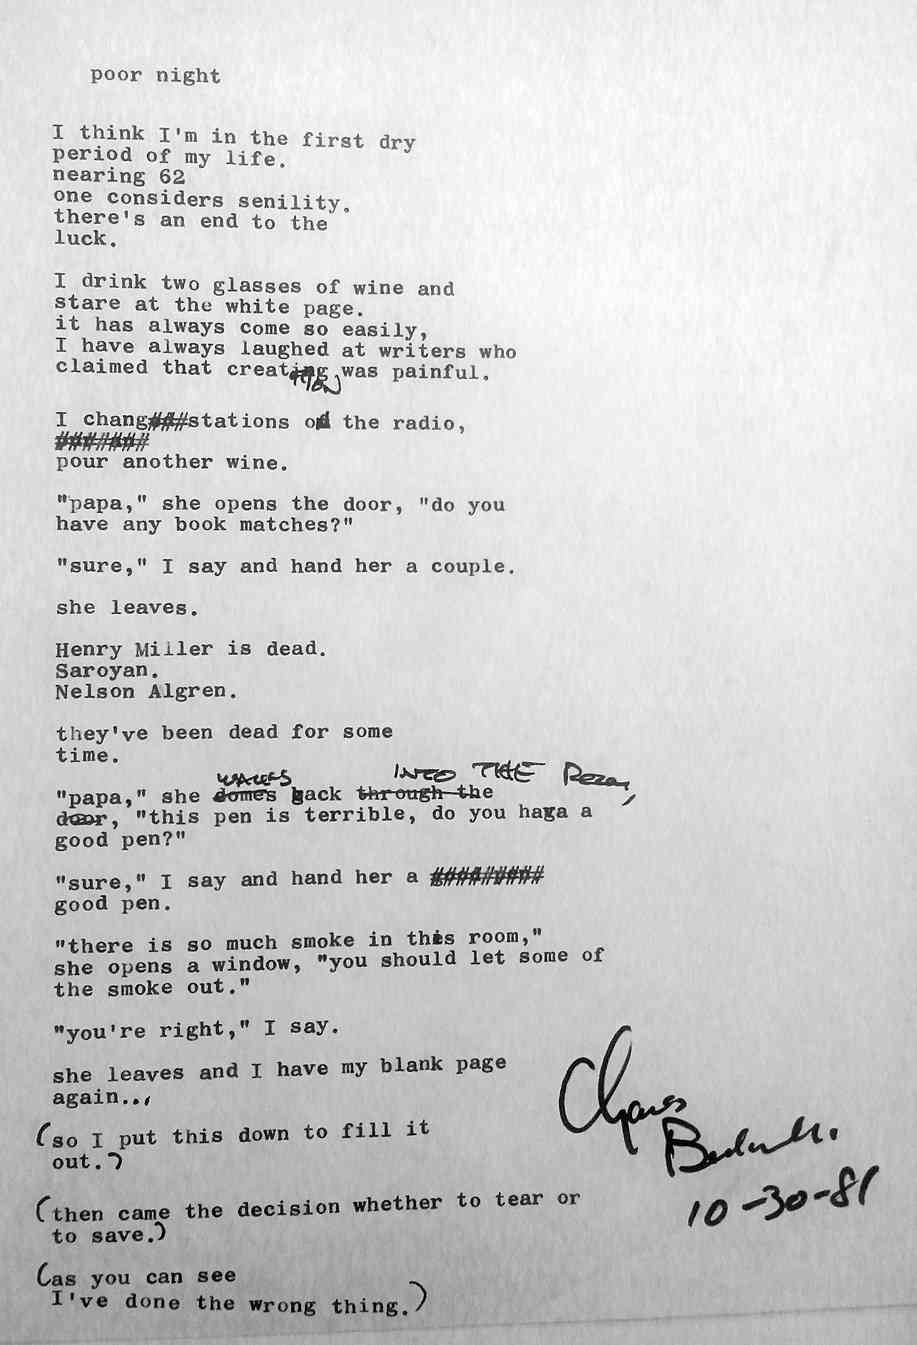 poor night
I think I'm in the first dry
period of my life.
nearing 62
one considers senility.
there's an end to the
luck.
I drink two glasses of wine and
stare at the white page.
it has always come so easily,
I have always laughed at writers who
claimed that creating was painful.
TION
I chang###stations on the radio,
#######
pour another wine.
"papa," she opens the door, "do you
have any book matches?"
"sure," I say and hand her a couple.
she leaves.
Henry Miller is dead.
Saroyan.
Nelson Algren.
they've been dead for some
time.
WALKS INTO THE ROOM,
"papa," she domes back through the
door, "this pen is terrible, do you haga a
good pen?"
"sure," I say and hand her a #########
good pen.
"there is so much smoke in this room,"
she opens a window, "you should let some of
the smoke out."
"you're right," I say.
she leaves and I have my blank page
again...
(so I put this down to fill it
out.)
(then came the decision whether to tear or
to save.)
(as you can see
I've done the wrong thing.)
Charles
Bukowski
10-30-81